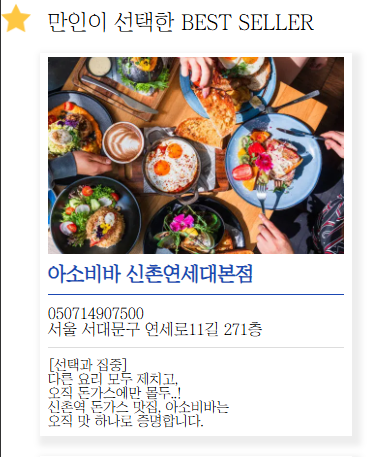 만인이 선택한 BEST SELLER
아소비바 신촌연세대본점
050714907500
서울 서대문구 연세로11길 271층
[선택과 집중]
다른 요리 모두 제치고,
오직 돈가스에만 몰두..!
신촌역 돈가스 맛집, 아소비바는
오직 맛 하나로 증명합니다.